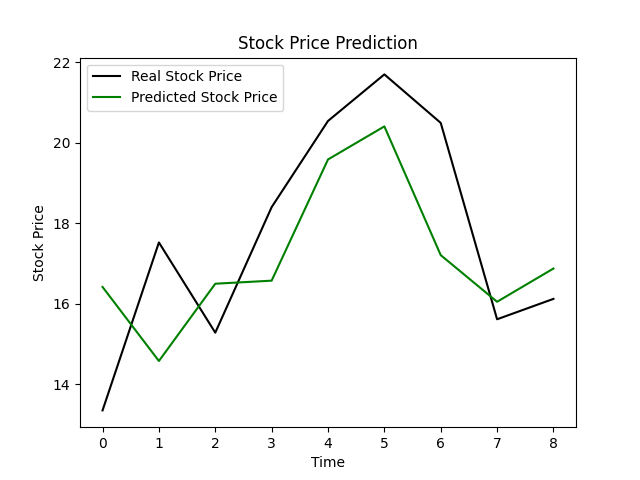 Stock Price Prediction
Real Stock Price
Predicted Stock Price
Stock Price
22
20
18
16
14
0 1 2 3 4 5 6 7 8
Time